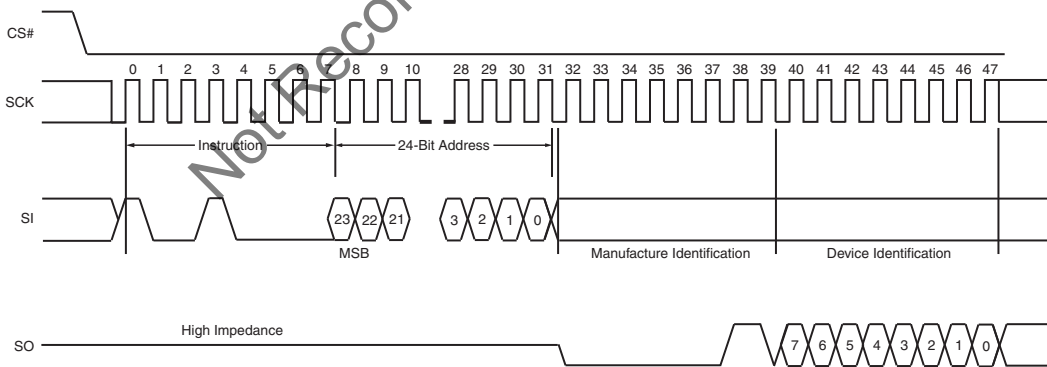 CS#
0 1 2 3 4 5 6 7 8 9 10 28 29 30 31 32 33 34 35 36 37 38 39 40 41 42 43 44 45 46 47
SCK
Instruction 24-Bit Address
SI 23 22 21 3 2 1 0
MSB Manufacture Identification Device Identification
High Impedance
SO 7 6 5 4 3 2 1 0
Not